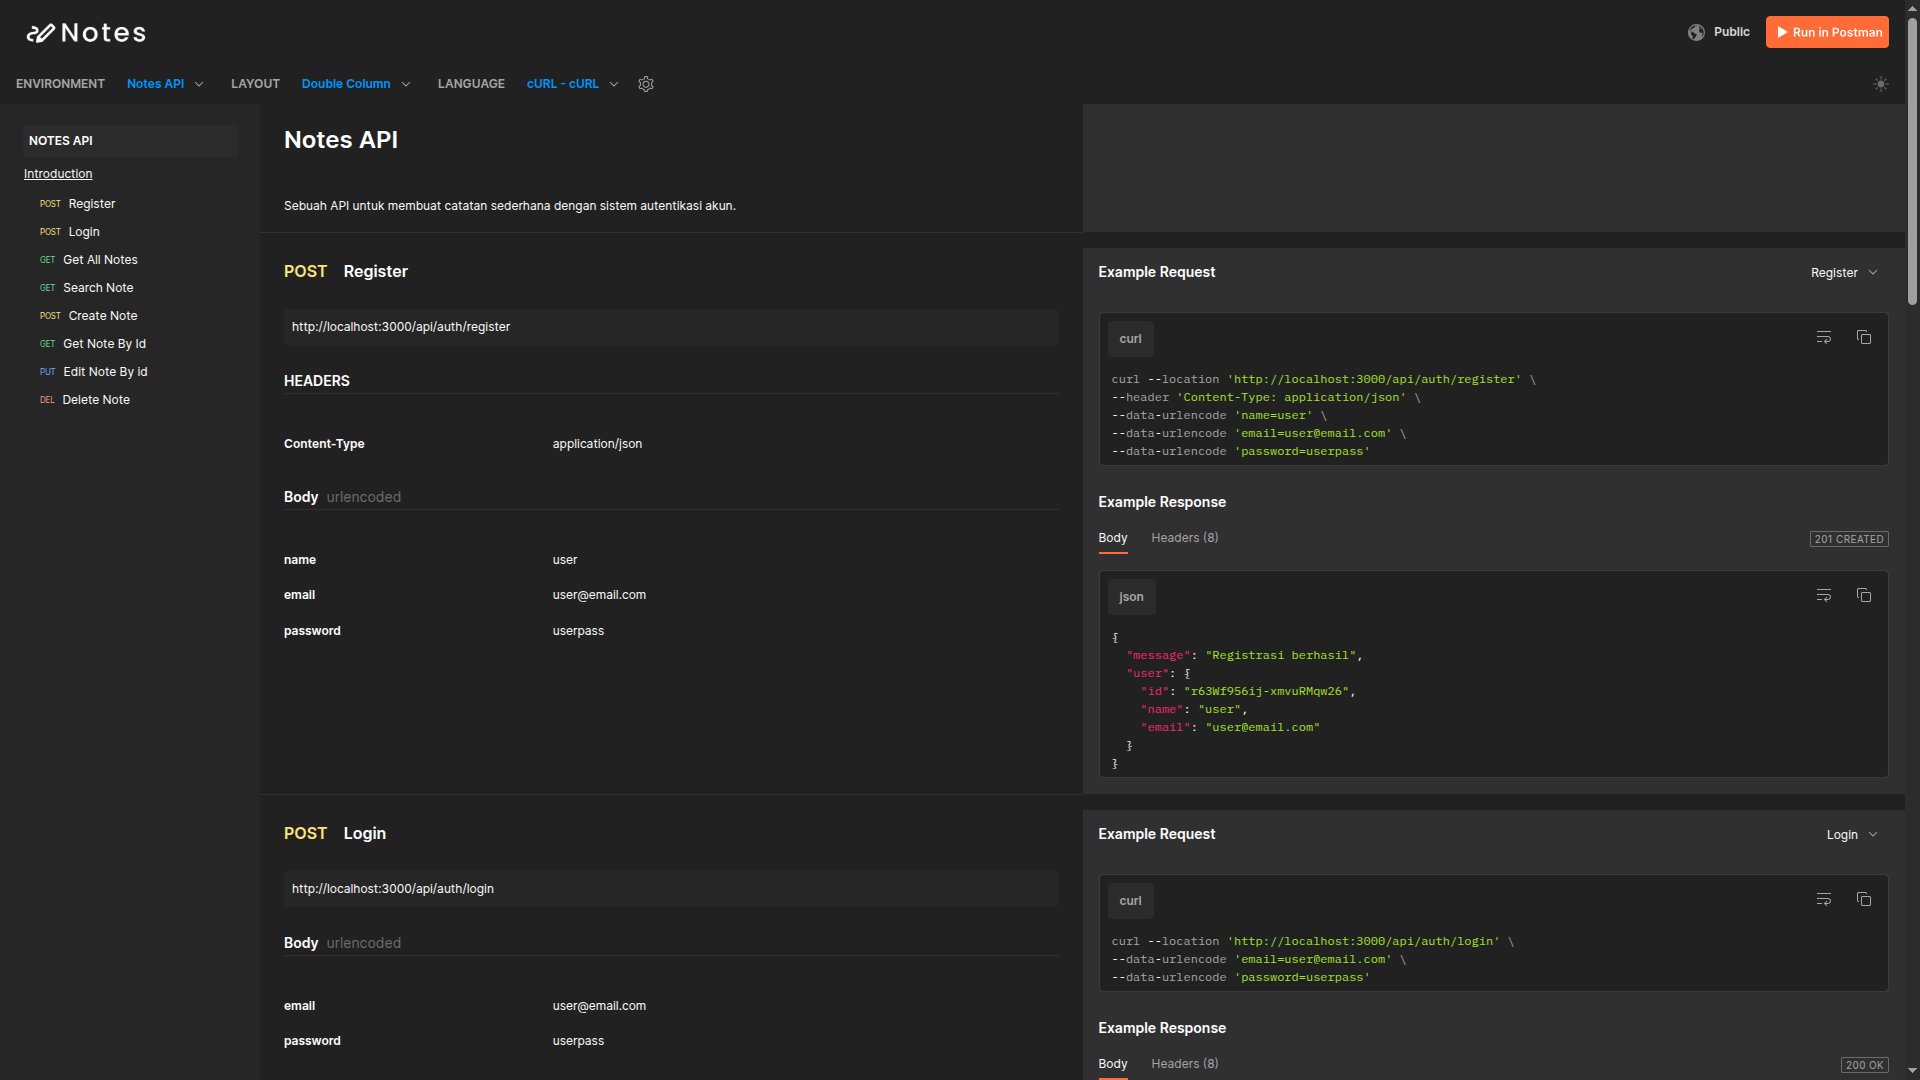 Notes
Public
Run in Postman
ENVIRONMENT
Notes API
LAYOUT
Double Column
LANGUAGE
cURL - cURL
NOTES API
Introduction
POST Register
POST Login
GET Get All Notes
GET Search Note
POST Create Note
GET Get Note By Id
PUT Edit Note By id
DEL Delete Note
Notes API
Sebuah API untuk membuat catatan sederhana dengan sistem autentikasi akun.
POST Register
http://localhost:3000/api/auth/register
HEADERS
Content-Type application/json
Body urlencoded
name user
email user@email.com
password userpass
Example Request
Register
curl
curl --location 'http://localhost:3000/api/auth/register' \
--header 'Content-Type: application/json' \
--data-urlencode 'name=user' \
--data-urlencode 'email=user@email.com' \
--data-urlencode 'password=userpass'
Example Response
Body
Headers (8)
201 CREATED
json
{
"message": "Registrasi berhasil",
"user": {
"id": "r63Wf956ij-xmvuRMqw26",
"name": "user",
"email": "user@email.com"
}
}
POST Login
http://localhost:3000/api/auth/login
Body urlencoded
email user@email.com
password userpass
Example Request
Login
curl
curl --location 'http://localhost:3000/api/auth/login' \
--data-urlencode 'email=user@email.com' \
--data-urlencode 'password=userpass'
Example Response
Body
Headers (8)
200 OK